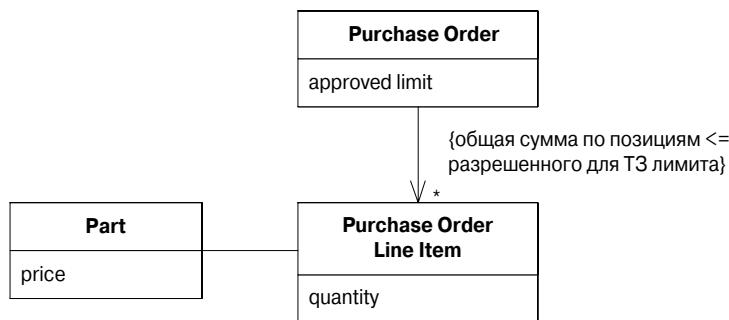 Purchase Order
approved limit
{общая сумма по позициям <=
разрешенного для ТЗ лимита}
*
Part
price
Purchase Order
Line Item
quantity